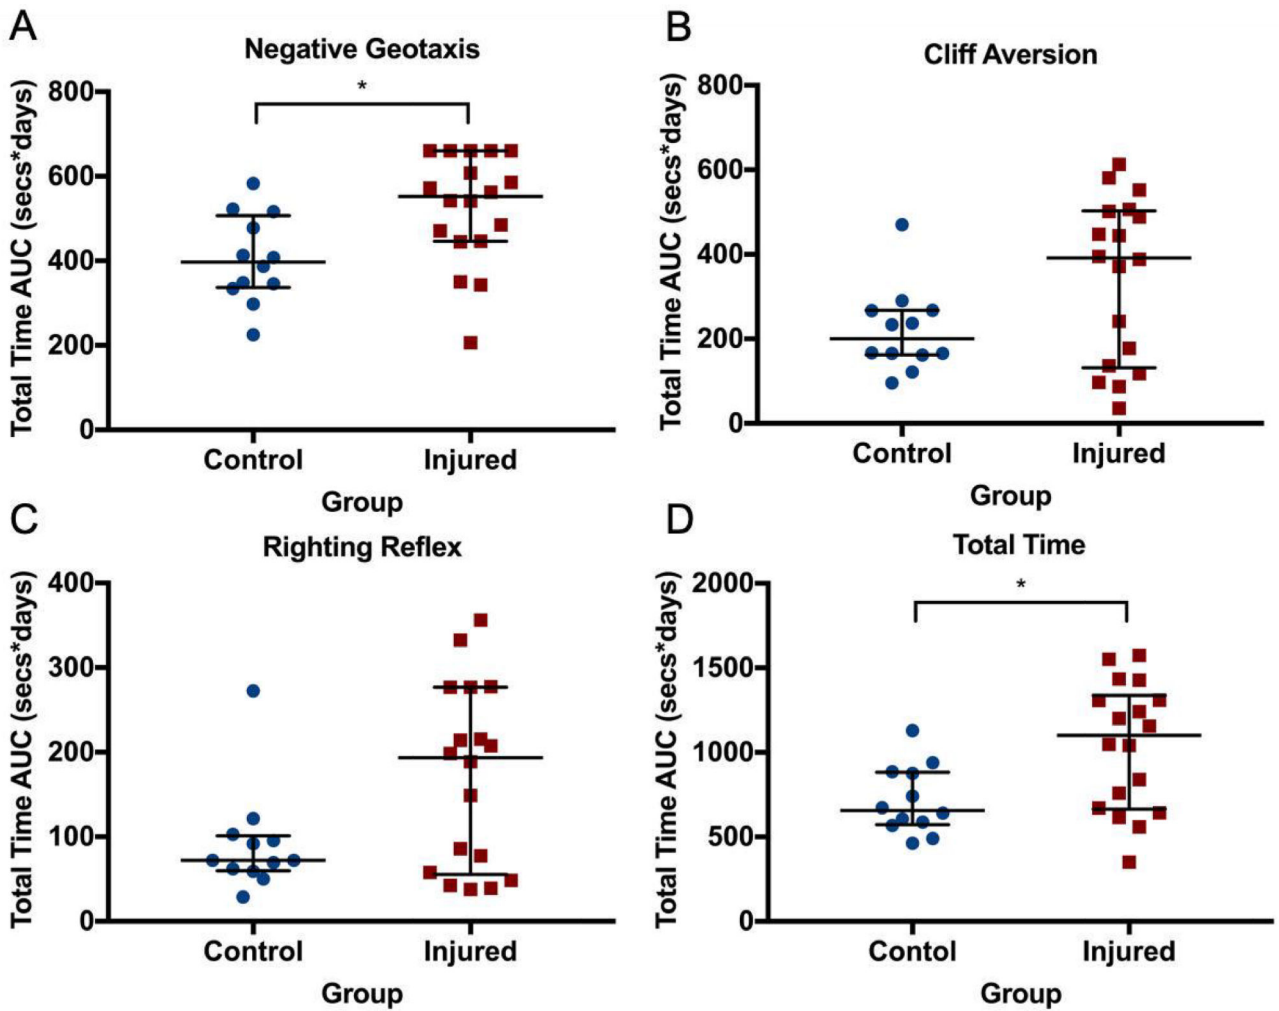 A
Negative Geotaxis
*
Total Time AUC (secs*days)
800
600
400
200
0
Control
Injured
Group
B
Cliff Aversion
Total Time AUC (secs*days)
800
600
400
200
0
Control
Injured
Group
C
Righting Reflex
Total Time AUC (secs*days)
400
300
200
100
0
Control
Injured
Group
D
Total Time
*
Total Time AUC (secs*days)
2000
1500
1000
500
0
Contol
Injured
Group